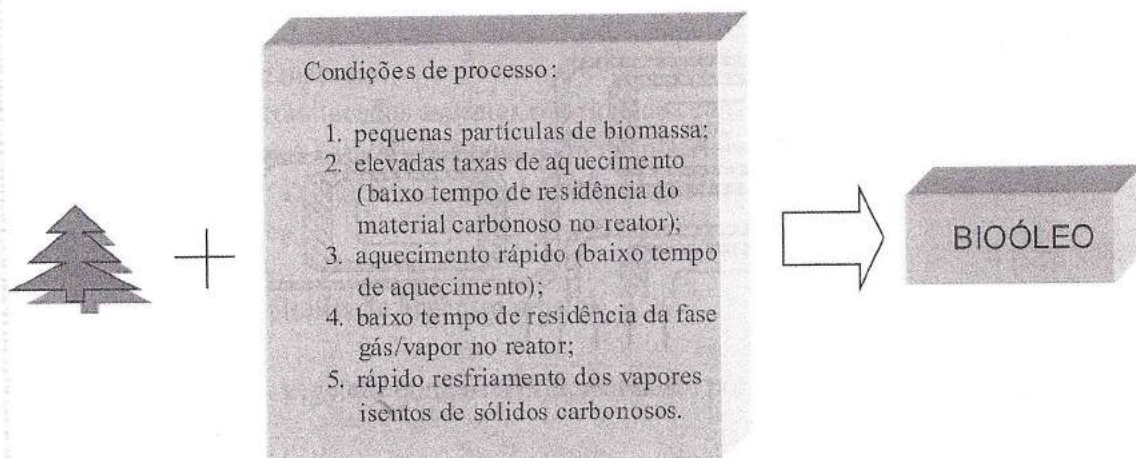 Condições de processo:
1. pequenas partículas de biomassa;
2. elevadas taxas de aquecimento
(baixo tempo de residência do
material carbonoso no reator);
3. aquecimento rápido (baixo tempo
de aquecimento);
4. baixo tempo de residência da fase
gás/vapor no reator;
5. rápido resfriamento dos vapores
isentos de sólidos carbonosos.
+
BIOÓLEO